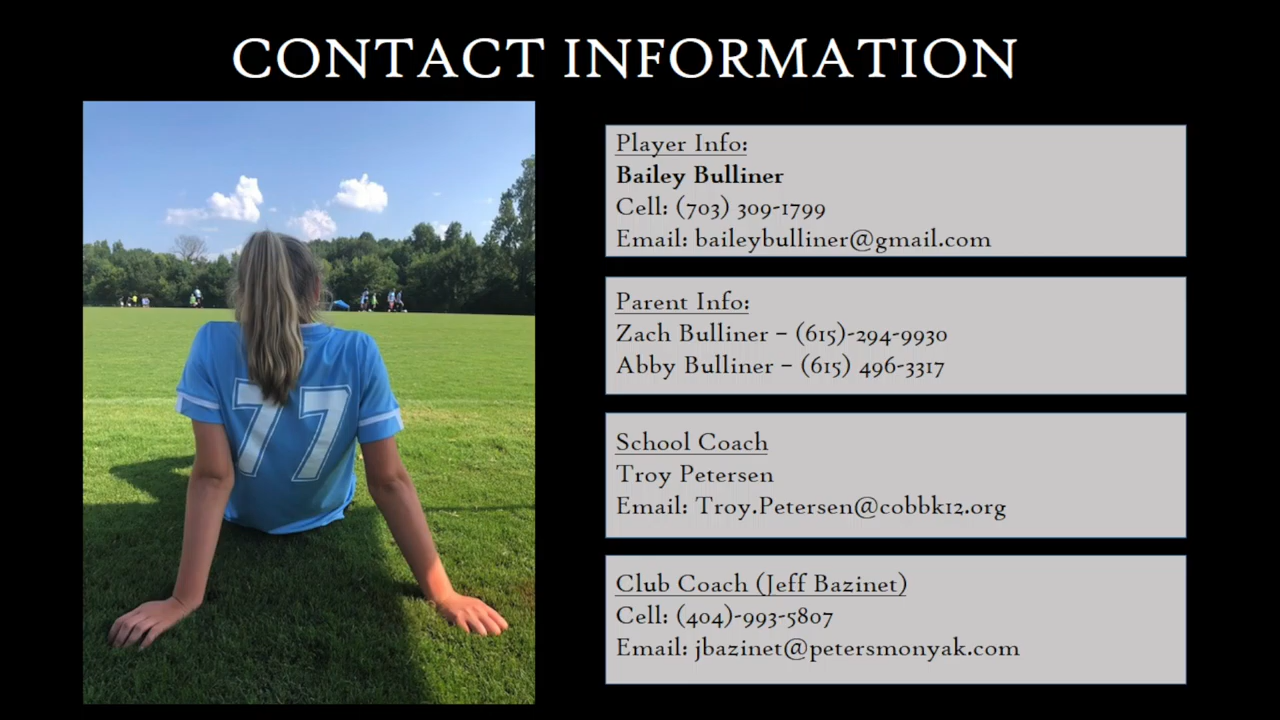 CONTACT INFORMATION
77
Player Info:
Bailey Bulliner
Cell: (703) 309-1799
Email: baileybulliner@gmail.com
Parent Info:
Zach Bulliner – (615)-294-9930
Abby Bulliner – (615) 496-3317
School Coach
Troy Petersen
Email: Troy.Petersen@cobbk12.org
Club Coach (Jeff Bazinet)
Cell: (404)-993-5807
Email: jbazinet@petersmonyak.com